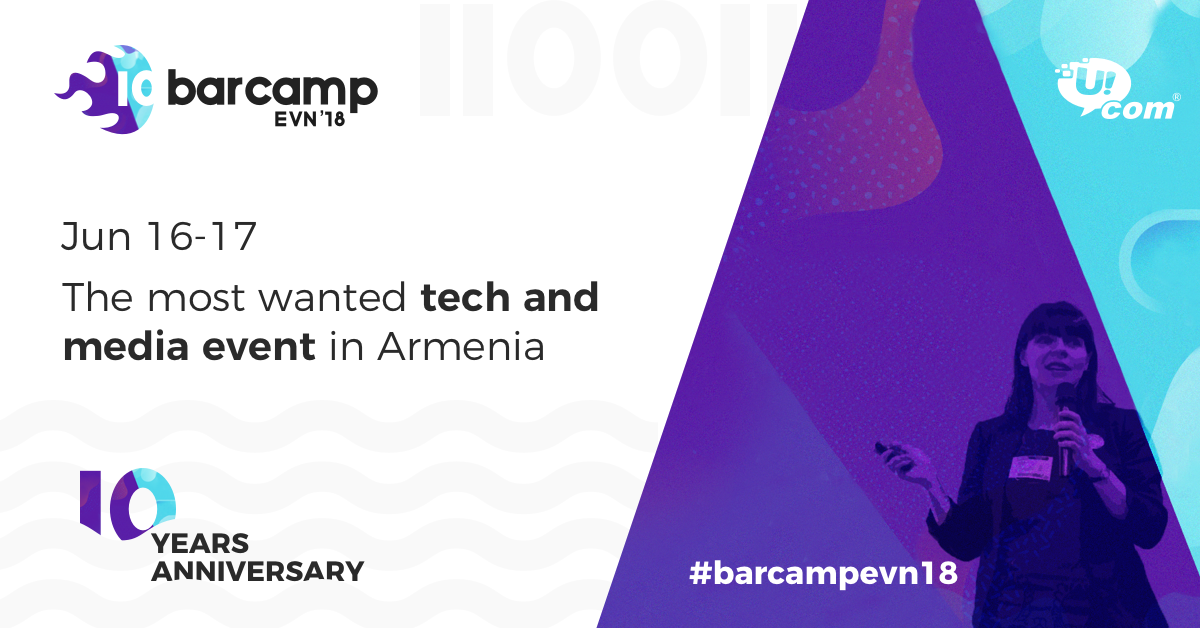 10 barcamp
EVN'18
Jun 16-17
The most wanted tech and
media event in Armenia
10
YEARS
ANNIVERSARY
U!
com®
#barcampevn18